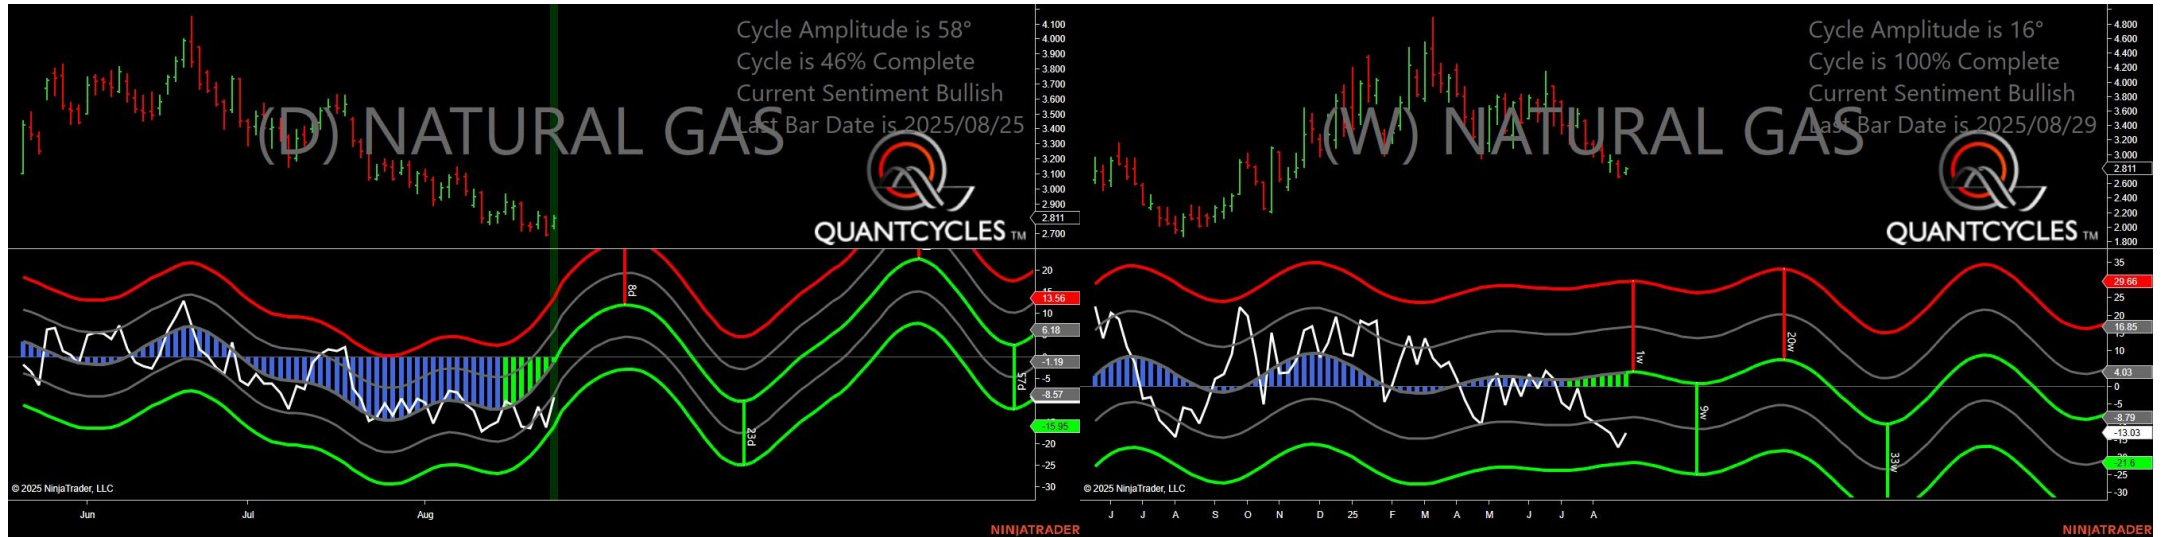 Cycle Amplitude is 58°
Cycle is 46% Complete
Current Sentiment Bullish
Last Bar Date is 2025/08/25
(D) NATURAL GAS
QUANTCYCLES TM
4.100
4.000
3.900
3.800
3.700
3.600
3.500
3.400
3.300
3.200
3.100
3.000
2.900
2.811
2.700
8d
23d
57d
20
15
13.56
10
6.18
-1.19
-5
-8.57
-15.95
-20
-25
-30
© 2025 NinjaTrader, LLC
Jun
Jul
Aug
NINJATRADER
Cycle Amplitude is 16°
Cycle is 100% Complete
Current Sentiment Bullish
Last Bar Date is 2025/08/29
(W) NATURAL GAS
QUANTCYCLES TM
4.800
4.600
4.400
4.200
4.000
3.800
3.600
3.400
3.200
3.000
2.811
2.600
2.400
2.200
2.000
1.800
1w
9w
20w
33w
35
29.66
25
20
16.85
10
4.03
0
-5
-8.79
-13.03
-21.6
-25
-30
© 2025 NinjaTrader, LLC
J
J
A
S
O
N
D
25
F
M
A
M
J
J
A
NINJATRADER